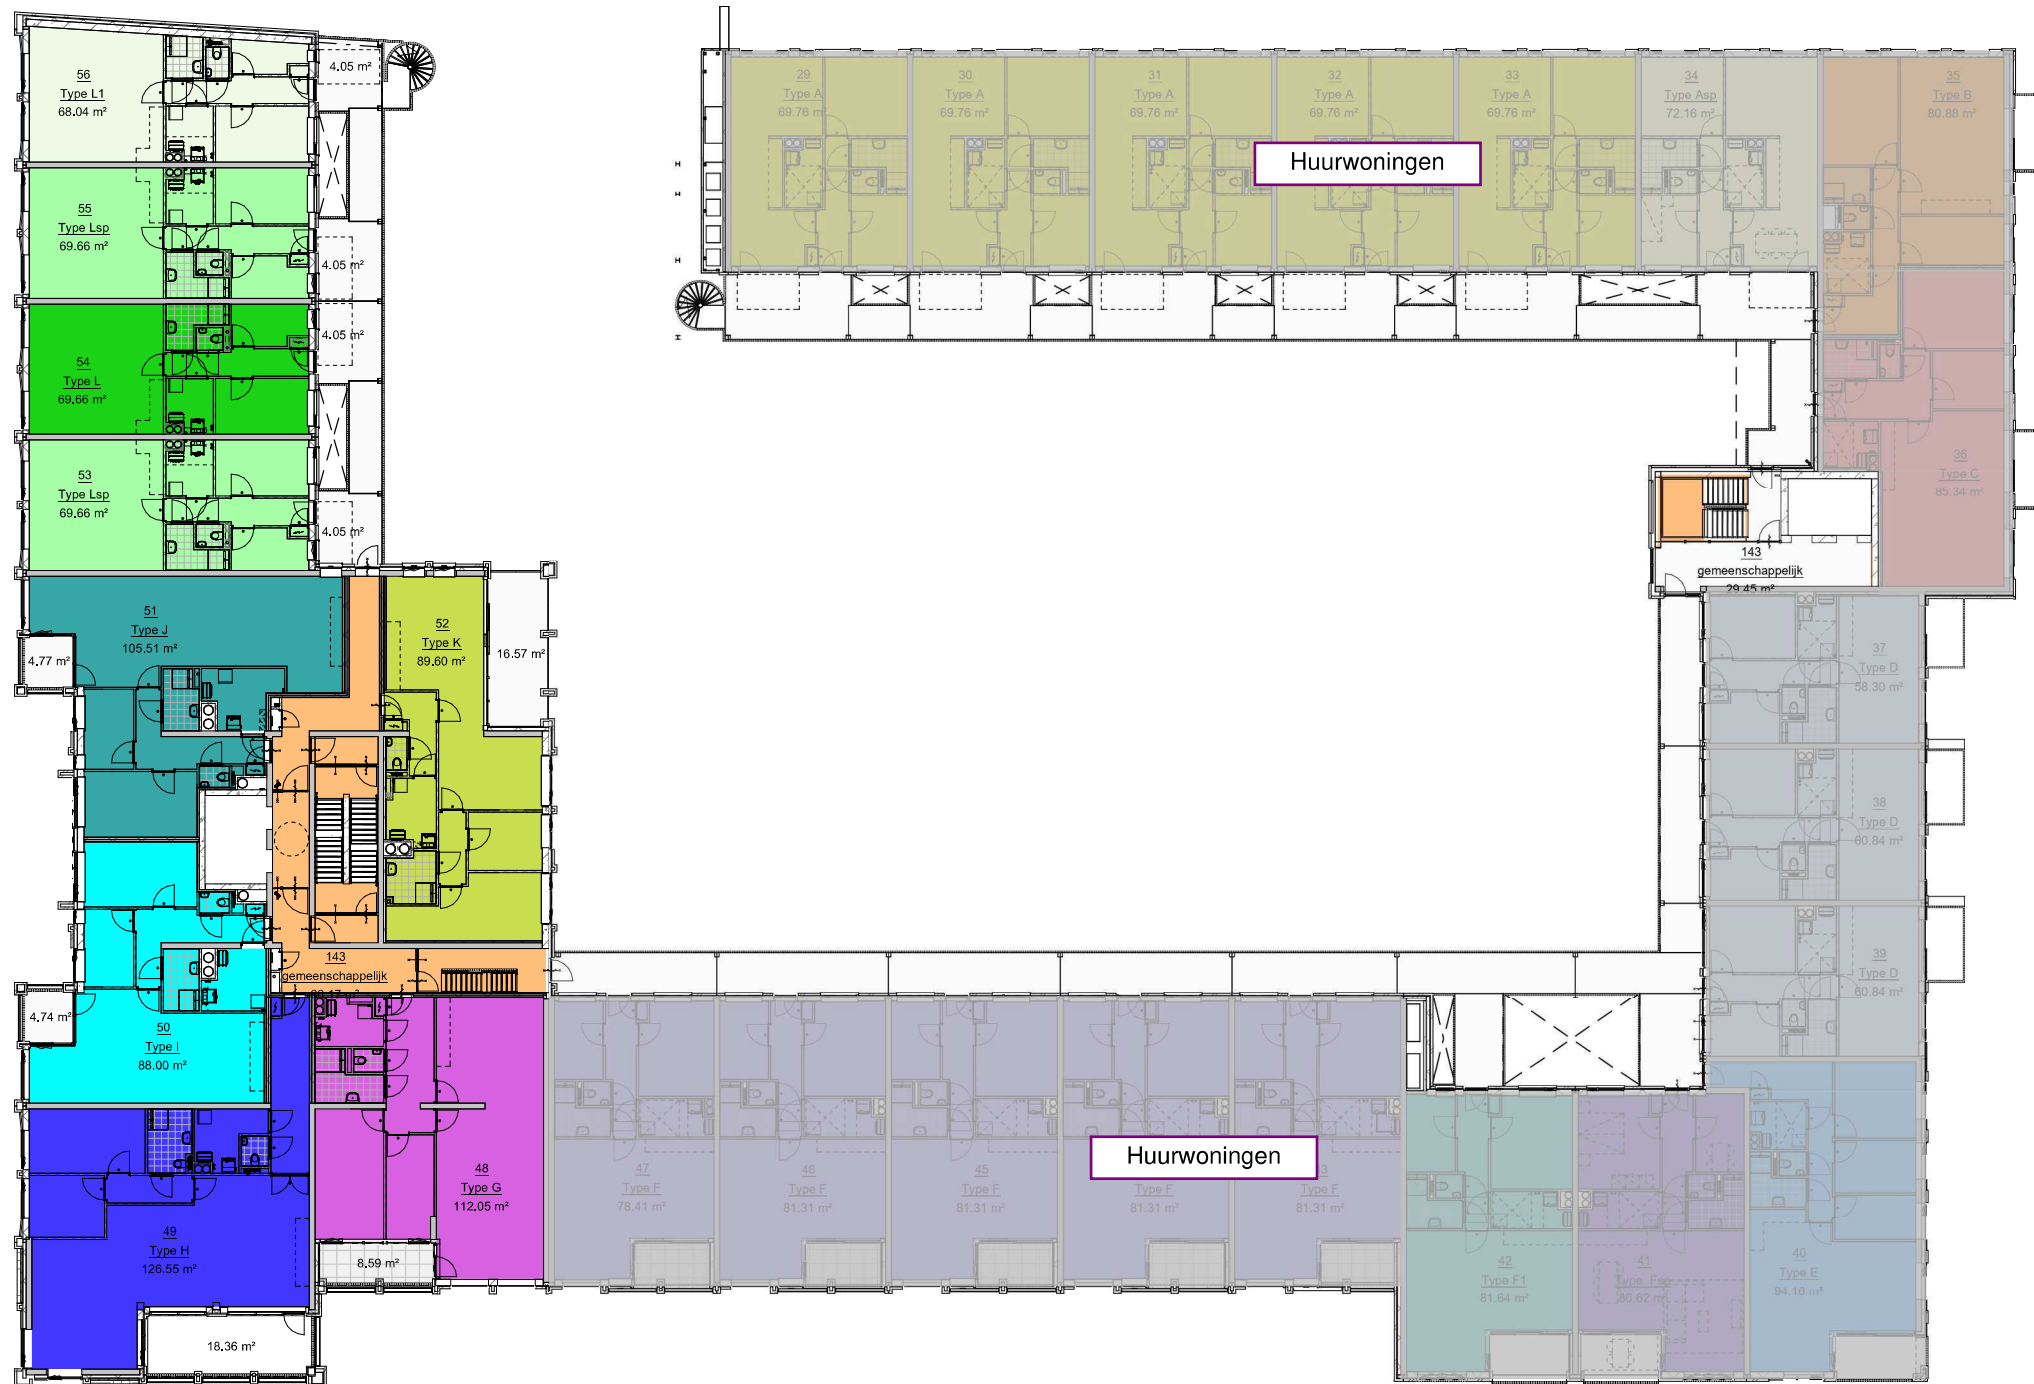 56
Type L1
68.04 m²
4.05 m²
55
Type Lsp
69.66 m²
4.05 m²
54
Type L
69.66 m²
4.05 m²
53
Type Lsp
69.66 m²
4.05 m²
29
Type A
69.76 m²
30
Type A
69.76 m²
31
Type A
69.76 m²
32
Type A
69.76 m²
33
Type A
69.76 m²
34
Type Asp
72.16 m²
35
Type B
80.88 m²
Huurwoningen
36
Type C
85.34 m²
143
gemeenschappelijk
29.45 m²
51
Type J
105.51 m²
4.77 m²
52
Type K
89.60 m²
16.57 m²
37
Type D
58.30 m²
38
Type D
60.84 m²
39
Type D
60.84 m²
143
gemeenschappelijk
50
Type I
88.00 m²
4.74 m²
49
Type H
126.55 m²
18.36 m²
48
Type G
112.05 m²
8.59 m²
47
Type F
78.41 m²
46
Type F
81.31 m²
45
Type F
81.31 m²
Type F
81.31 m²
Type F
81.31 m²
Huurwoningen
42
Type F1
81.64 m²
41
80.62
40
Type E
94.16 m²